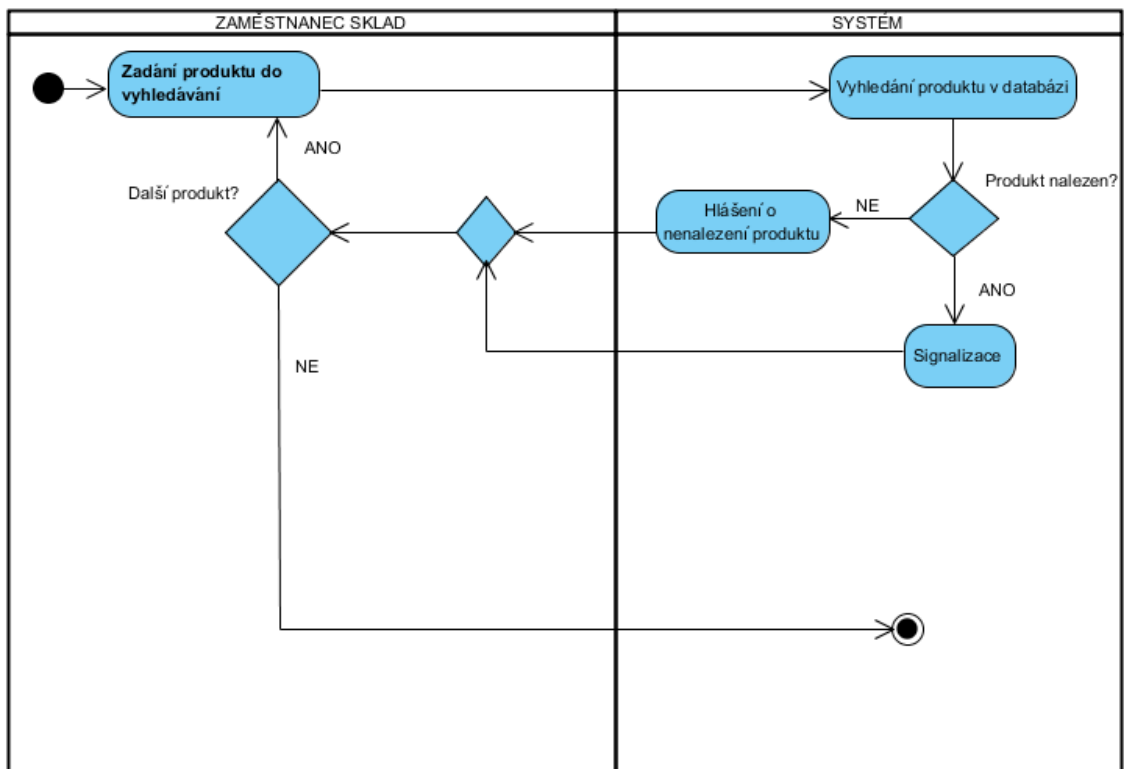 ZAMĚSTNANEC SKLAD
SYSTÉM
Zadání produktu do
vyhledávání
Vyhledání produktu v databázi
ANO
Další produkt?
Produkt nalezen?
Hlášení o
nenalezení produktu
NE
ANO
Signalizace
NE